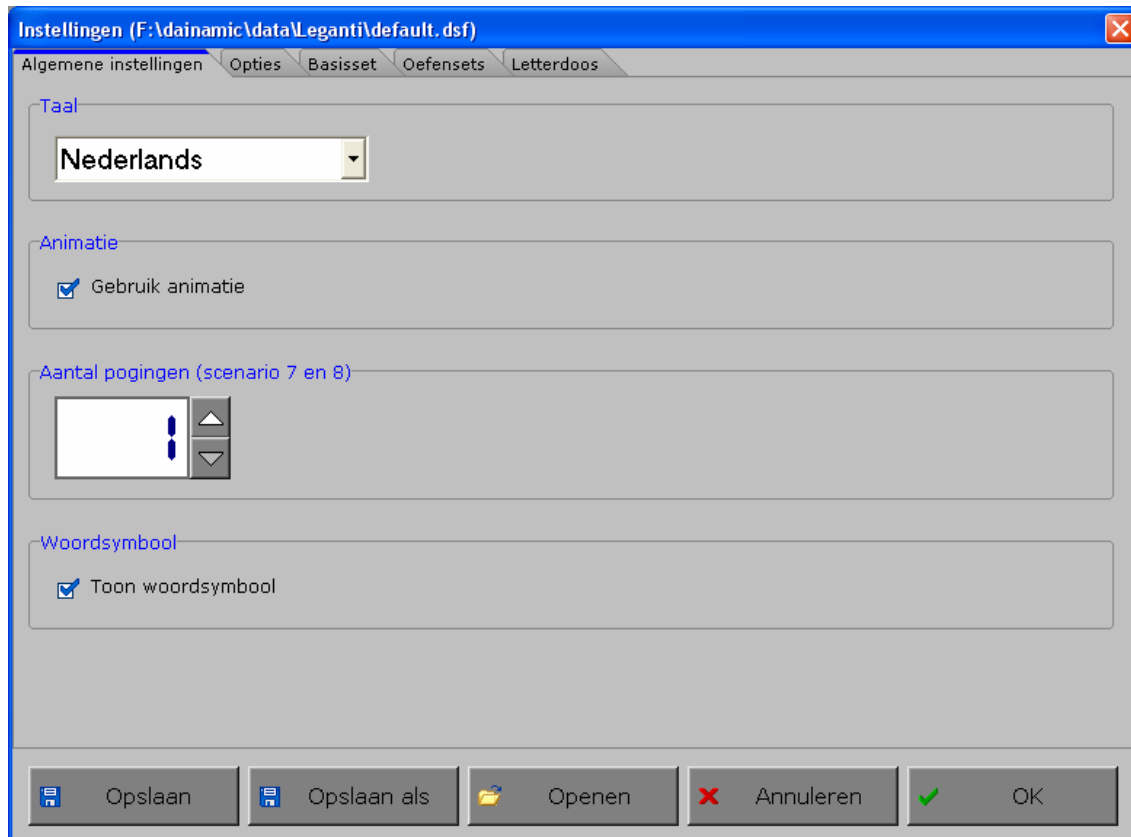 Instellingen (F:\dainamic\data\Leganti\default.dsf)
Algemene instellingen Opties Basisset Oefensets Letterdoos
Taal
Nederlands
Animatie
Gebruik animatie
Aantal pogingen (scenario 7 en 8)
1
Woordsymbool
Toon woordsymbool
Opslaan Opslaan als Openen Annuleren OK